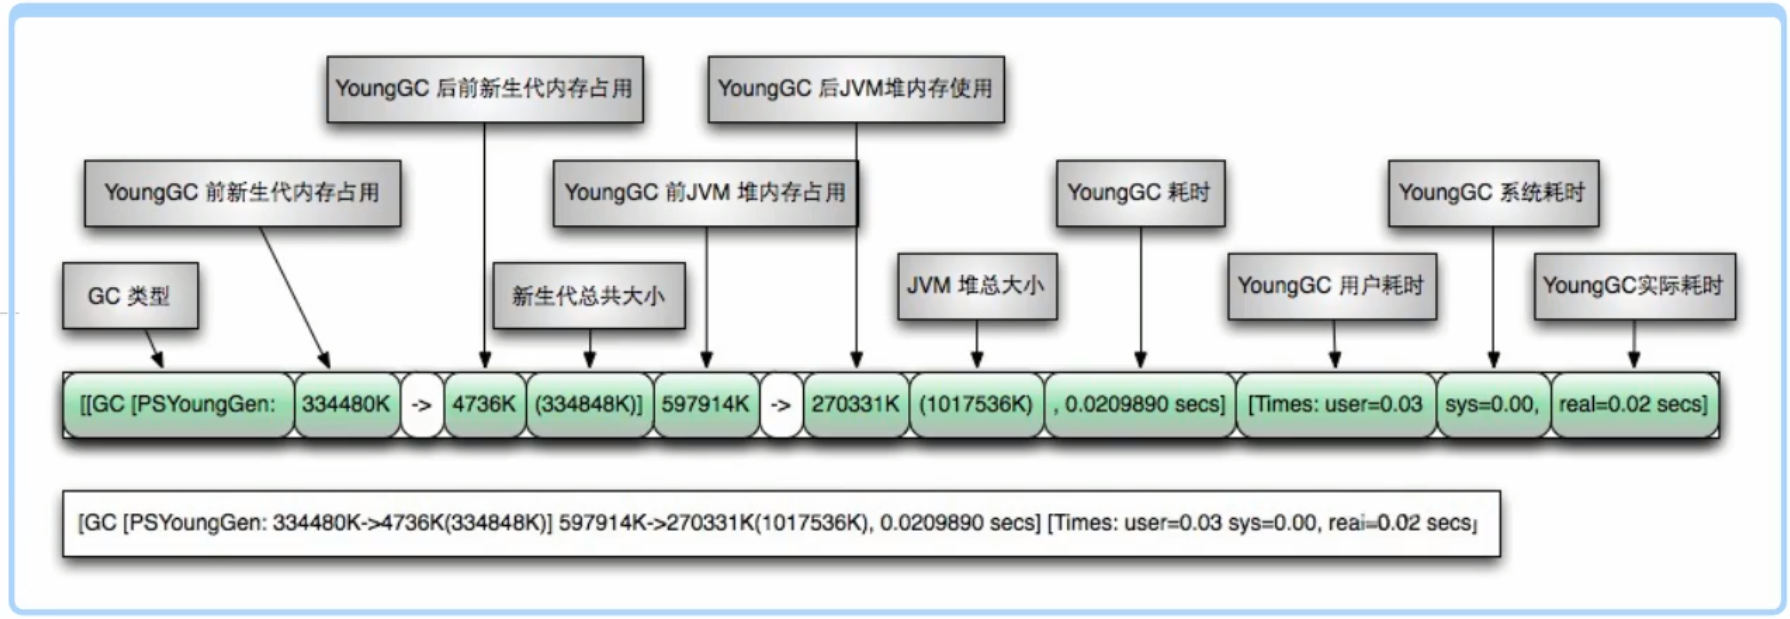 YoungGC 后前新生代内存占用
YoungGC 后JVM堆内存使用
YoungGC 前新生代内存占用
YoungGC 前JVM 堆内存占用
YoungGC 耗时
YoungGC 系统耗时
GC 类型
新生代总共大小
JVM 堆总大小
YoungGC 用户耗时
YoungGC实际耗时
[[GC [PSYoungGen: 334480K -> 4736K (334848K)] 597914K -> 270331K (1017536K) , 0.0209890 secs] [Times: user=0.03 sys=0.00, real=0.02 secs]
[GC [PSYoungGen: 334480K->4736K(334848K)] 597914K->270331K(1017536K), 0.0209890 secs] [Times: user=0.03 sys=0.00, real=0.02 secs]